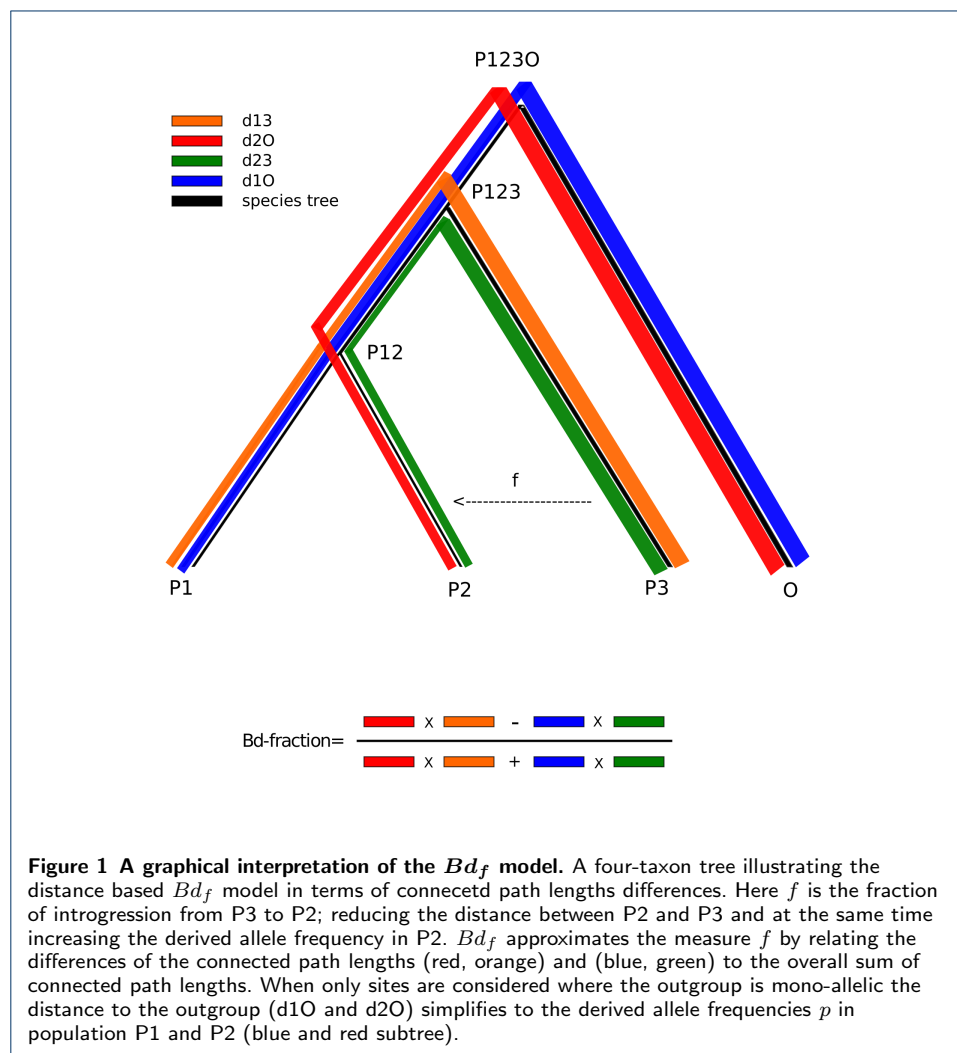 P123O
d13
d2O
d23
d1O
species tree
P123
P12
f
<----------------------
P1
P2
P3
O
x - x
Bd-fraction=
x + x
Figure 1 A graphical interpretation of the Bd_f model. A four-taxon tree illustrating the
distance based Bd_f model in terms of connecetd path lengths differences. Here f is the fraction
of introgression from P3 to P2; reducing the distance between P2 and P3 and at the same time
increasing the derived allele frequency in P2. Bd_f approximates the measure f by relating the
differences of the connected path lengths (red, orange) and (blue, green) to the overall sum of
connected path lengths. When only sites are considered where the outgroup is mono-allelic the
distance to the outgroup (d1O and d2O) simplifies to the derived allele frequencies p in
population P1 and P2 (blue and red subtree).